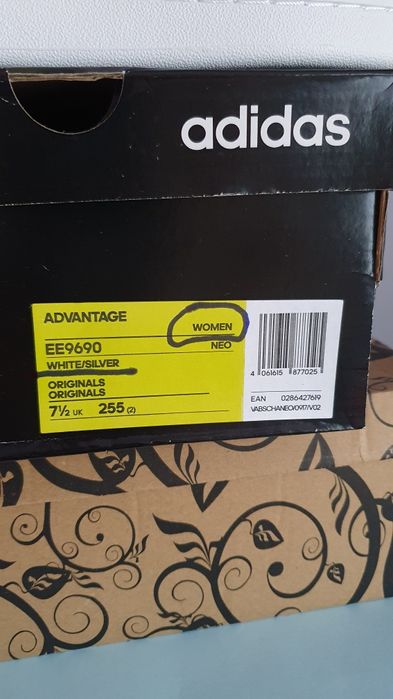 adidas
ADVANTAGE
WOMEN
EE9690
NEO
WHITE/SILVER
ORIGINALS
ORIGINALS
7½ UK 255 (2)
4 061615 877025
EAN 0286427619
VABSCHANEO/097/V02